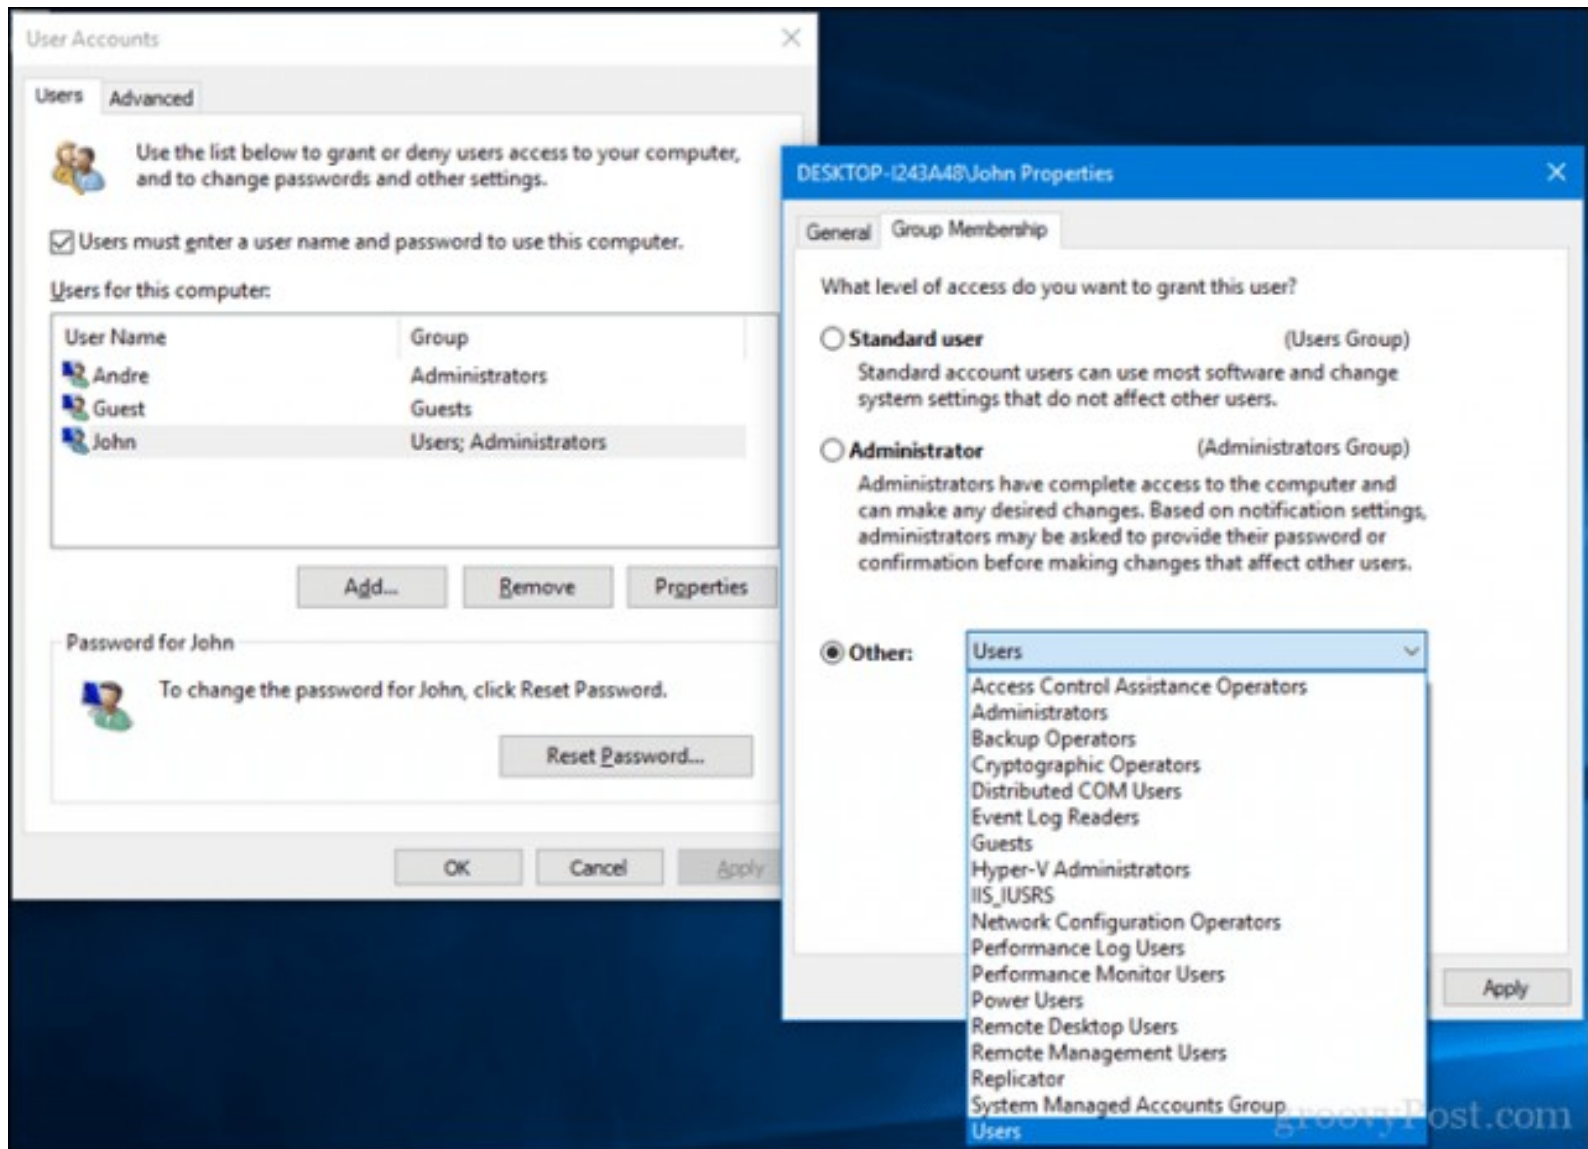 User Accounts
Users
Advanced
Use the list below to grant or deny users access to your computer,
and to change passwords and other settings.
Users must enter a user name and password to use this computer.
Users for this computer:
User Name Group
Andre Administrators
Guest Guests
John Users; Administrators
Add... Remove Properties
Password for John
To change the password for John, click Reset Password.
Reset Password...
OK Cancel Apply
DESKTOP-I243A48\John Properties
General Group Membership
What level of access do you want to grant this user?
Standard user (Users Group)
Standard account users can use most software and change
system settings that do not affect other users.
Administrator (Administrators Group)
Administrators have complete access to the computer and
can make any desired changes. Based on notification settings,
administrators may be asked to provide their password or
confirmation before making changes that affect other users.
Other: Users
Access Control Assistance Operators
Administrators
Backup Operators
Cryptographic Operators
Distributed COM Users
Event Log Readers
Guests
Hyper-V Administrators
IIS_IUSRS
Network Configuration Operators
Performance Log Users
Performance Monitor Users
Power Users
Remote Desktop Users
Remote Management Users
Replicator
System Managed Accounts Group
Users
Apply
groovyPost.com